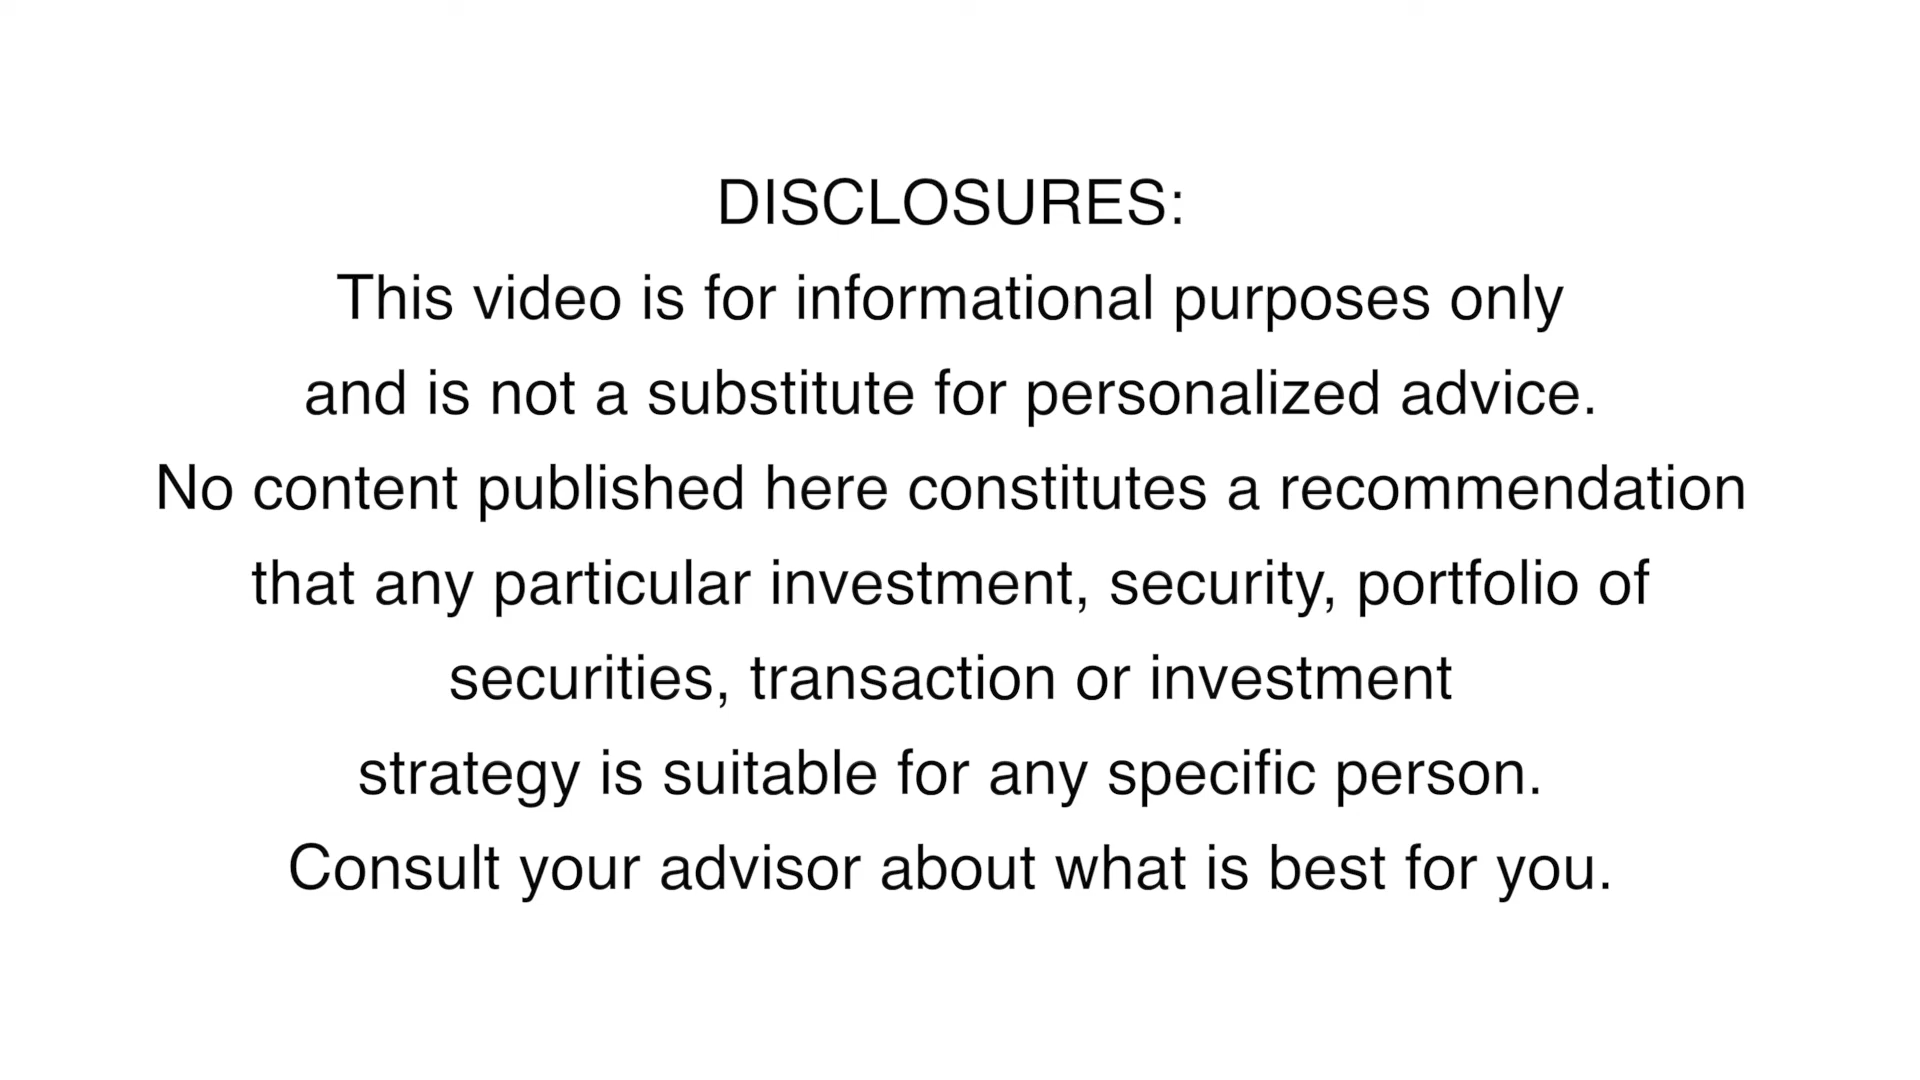 DISCLOSURES:
This video is for informational purposes only
and is not a substitute for personalized advice.
No content published here constitutes a recommendation
that any particular investment, security, portfolio of
securities, transaction or investment
strategy is suitable for any specific person.
Consult your advisor about what is best for you.